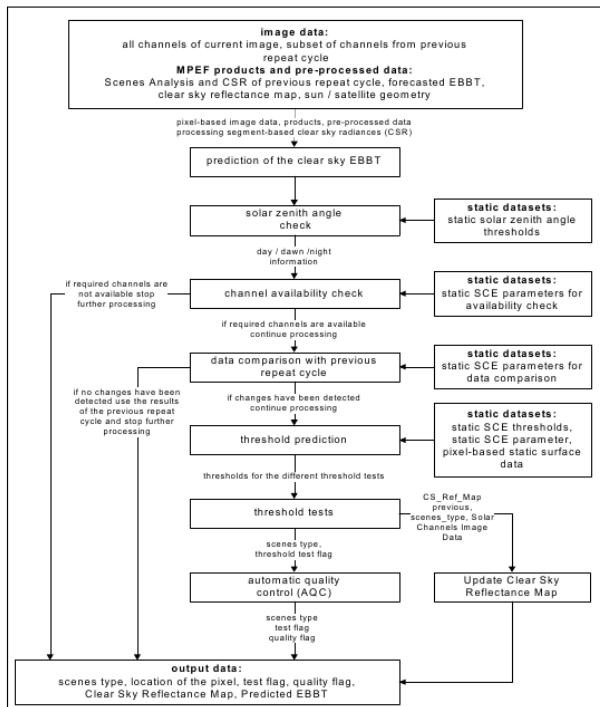 image data:
all channels of current image, subset of channels from previous
repeat cycle
MPEF products and pre-processed data:
Scenes Analysis and CSR of previous repeat cycle, forecasted EBBT,
clear sky reflectance map, sun / satellite geometry
pixel-based image data, products, pre-processed data
processing segment-based clear sky radiances (CSR)
prediction of the clear sky EBBT
solar zenith angle
check
static datasets:
static solar zenith angle
thresholds
day / dawn /night
information
if required channels are
not available stop
further processing
channel availability check
static datasets:
static SCE parameters for
availability check
if required channels are available
continue processing
data comparison with previous
repeat cycle
static datasets:
static SCE parameters for
data comparison
if no changes have been
detected use the results
of the previous repeat
cycle and stop further
processing
if changes have been detected
continue processing
threshold prediction
static datasets:
static SCE thresholds,
static SCE parameter,
pixel-based static surface
data
thresholds for the different threshold tests
threshold tests
CS_Ref_Map
previous,
scenes_type, Solar
Channels Image
Data
scenes type,
threshold test flag
automatic quality
control (AQC)
Update Clear Sky
Reflectance Map
scenes type
test flag
quality flag
output data:
scenes type, location of the pixel, test flag, quality flag,
Clear Sky Reflectance Map, Predicted EBBT